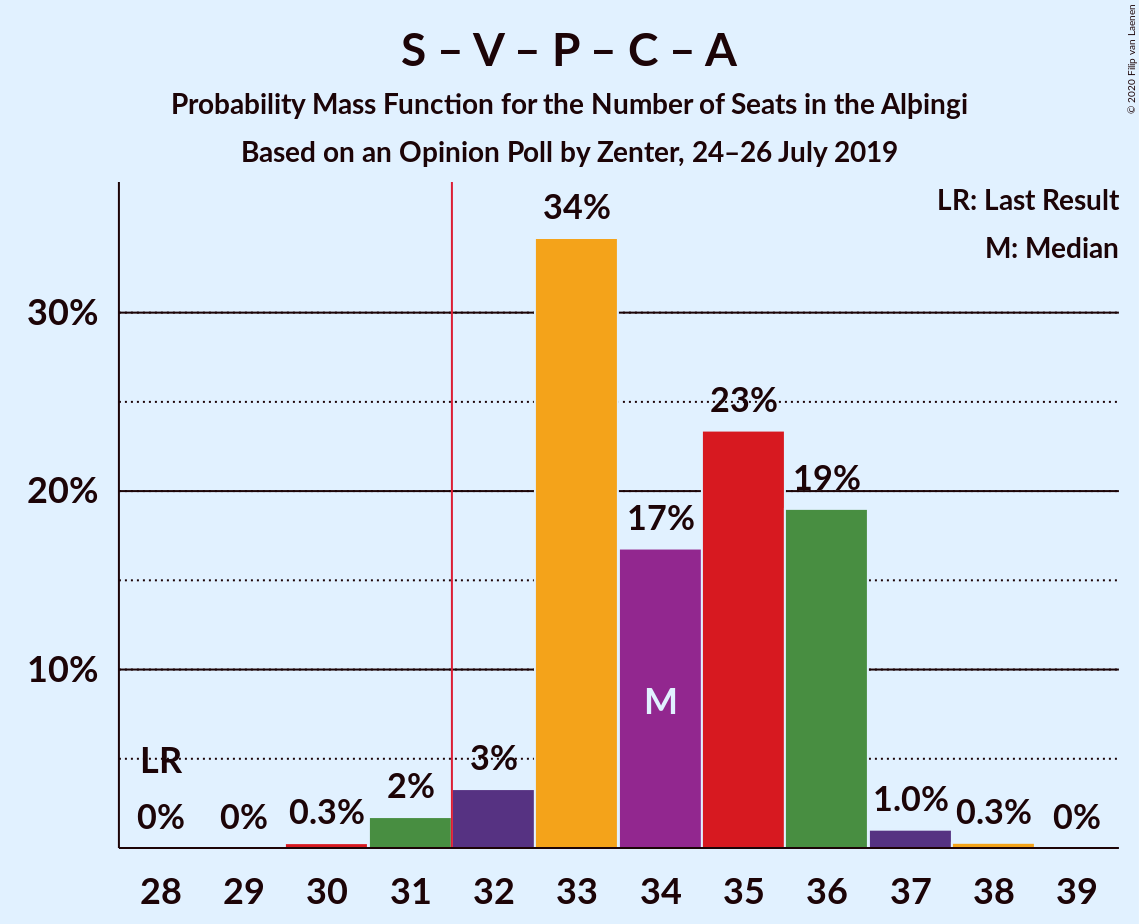 S – V – P – C – A
Probability Mass Function for the Number of Seats in the Alþingi
Based on an Opinion Poll by Zenter, 24–26 July 2019
© 2020 Filip van Laenen
LR: Last Result
M: Median
34%
30%
23%
20%
19%
17%
10%
M
LR
3%
2%
0%
0%
0.3%
1.0%
0.3%
0%
28 29 30 31 32 33 34 35 36 37 38 39